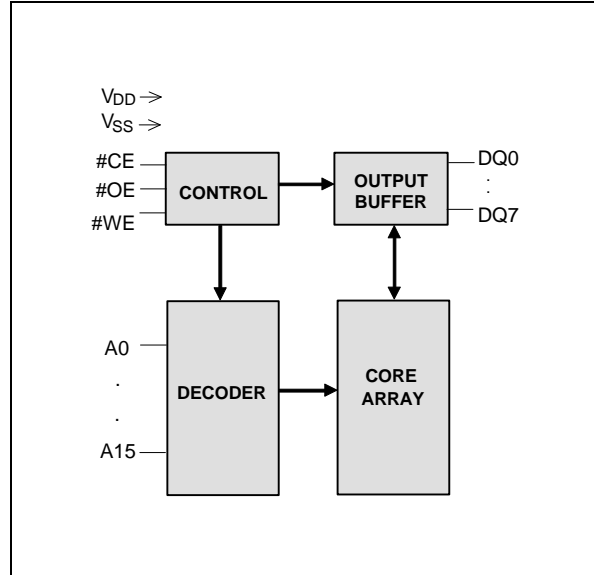 VDD
VSS
#CE
#OE
#WE
CONTROL
OUTPUT
BUFFER
DQ0
.
.
DQ7
A0
.
.
A15
DECODER
CORE
ARRAY